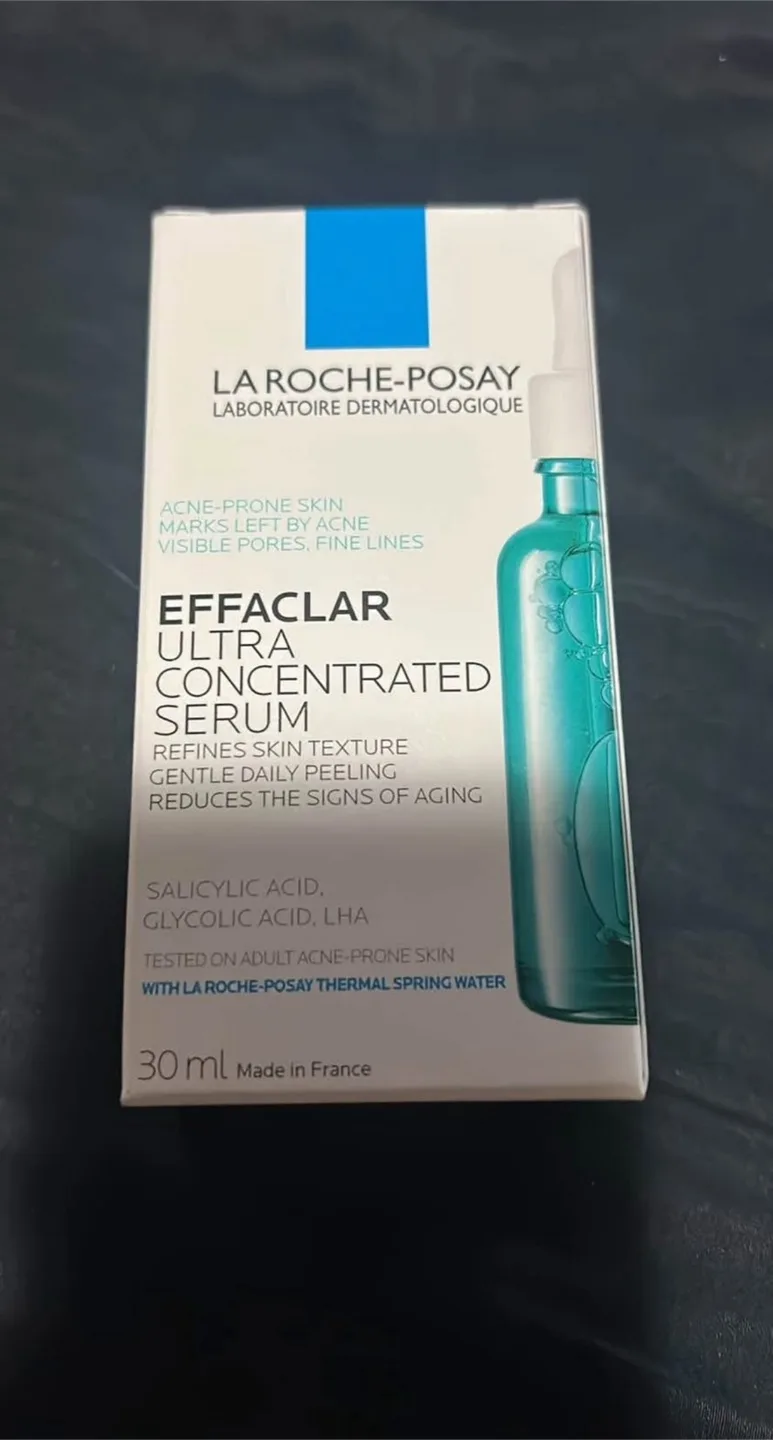 LA ROCHE-POSAY
LABORATOIRE DERMATOLOGIQUE
ACNE-PRONE SKIN
MARKS LEFT BY ACNE
VISIBLE PORES, FINE LINES
EFFACLAR
ULTRA
CONCENTRATED
SERUM
REFINES SKIN TEXTURE
GENTLE DAILY PEELING
REDUCES THE SIGNS OF AGING
SALICYLIC ACID,
GLYCOLIC ACID, LHA
TESTED ON ADULT ACNE-PRONE SKIN
WITH LA ROCHE-POSAY THERMAL SPRING WATER
30 ml Made in France